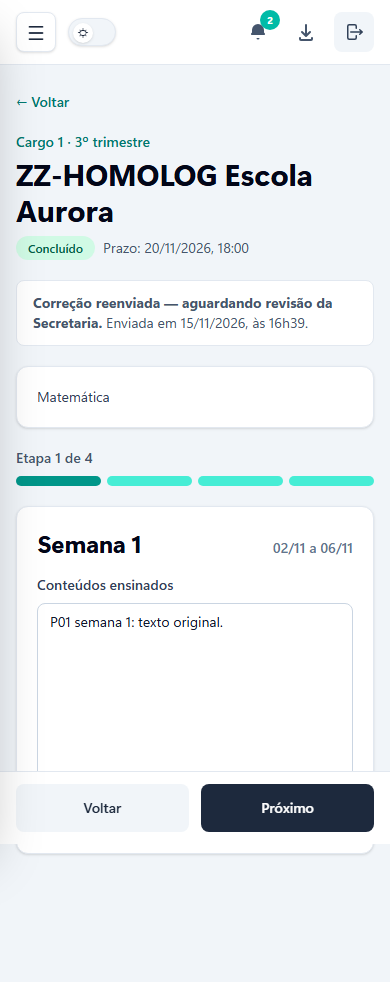 2
← Voltar
Cargo 1 · 3º trimestre
ZZ-HOMOLOG Escola
Aurora
Concluído Prazo: 20/11/2026, 18:00
Correção reenviada — aguardando revisão da
Secretaria. Enviada em 15/11/2026, às 16h39.
Matemática
Etapa 1 de 4
Semana 1 02/11 a 06/11
Conteúdos ensinados
P01 semana 1: texto original.
Voltar Próximo